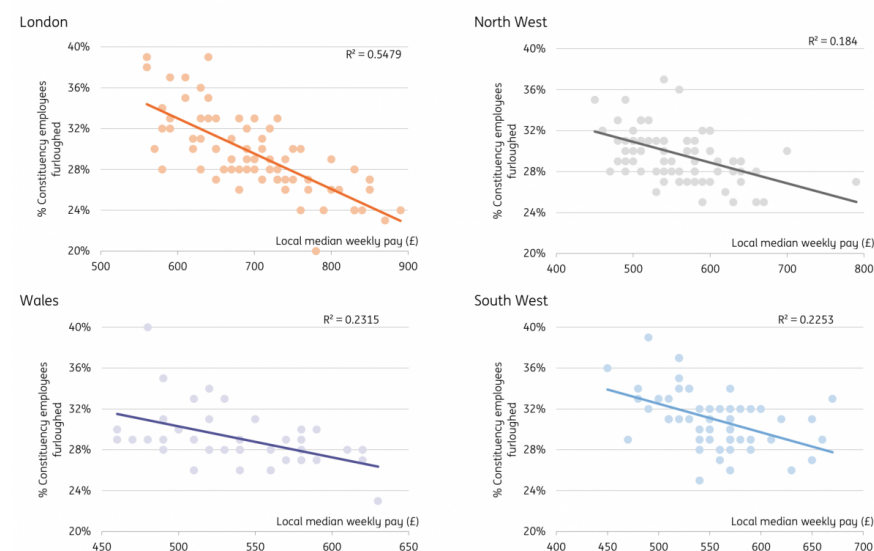 London
R² = 0.5479
% Constituency employees
furloughed
40%
36%
32%
28%
24%
20%
Local median weekly pay (£)
500 600 700 800 900
North West
R² = 0.184
% Constituency employees
furloughed
40%
36%
32%
28%
24%
20%
Local median weekly pay (£)
400 500 600 700 800
Wales
R² = 0.2315
% Constituency employees
furloughed
40%
36%
32%
28%
24%
20%
Local median weekly pay (£)
450 500 550 600 650
South West
R² = 0.2253
% Constituency employees
furloughed
40%
36%
32%
28%
24%
20%
Local median weekly pay (£)
400 450 500 550 600 650 700